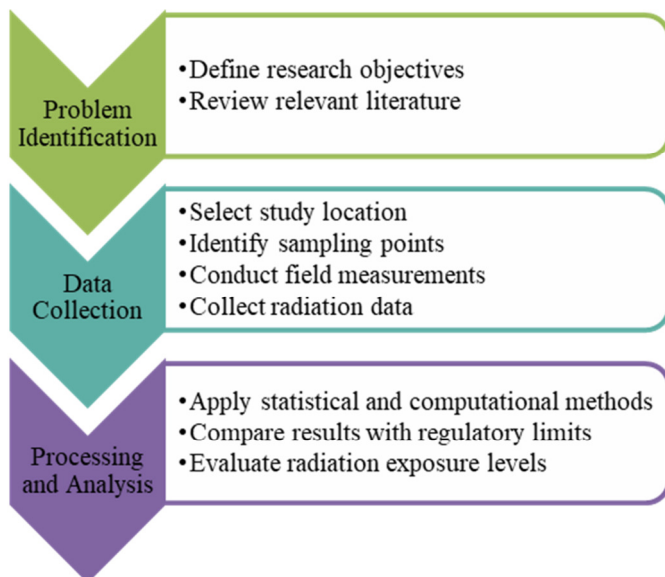 Problem
Identification
•Define research objectives
•Review relevant literature
Data
Collection
•Select study location
•Identify sampling points
•Conduct field measurements
•Collect radiation data
Processing
and Analysis
•Apply statistical and computational methods
•Compare results with regulatory limits
•Evaluate radiation exposure levels